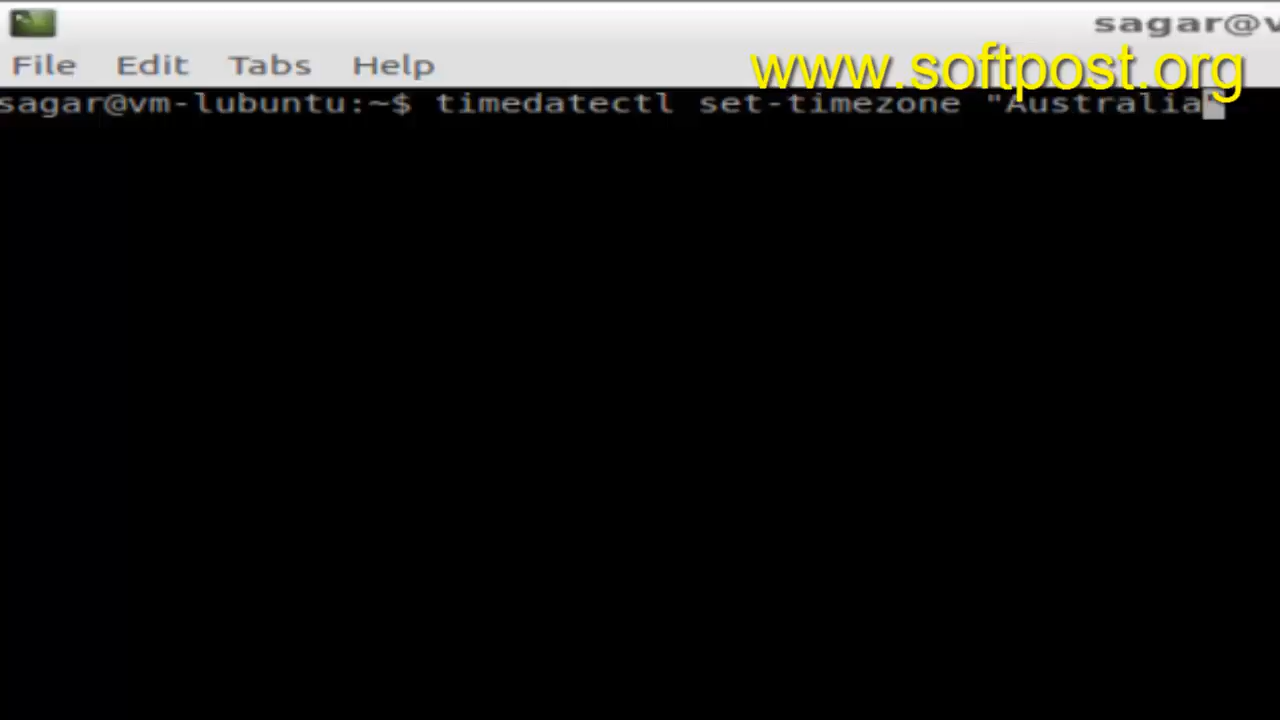 sagar@v
File Edit Tabs Help
www.softpost.org
sagar@vm-lubuntu:~$ timedatectl set-timezone "Australia"